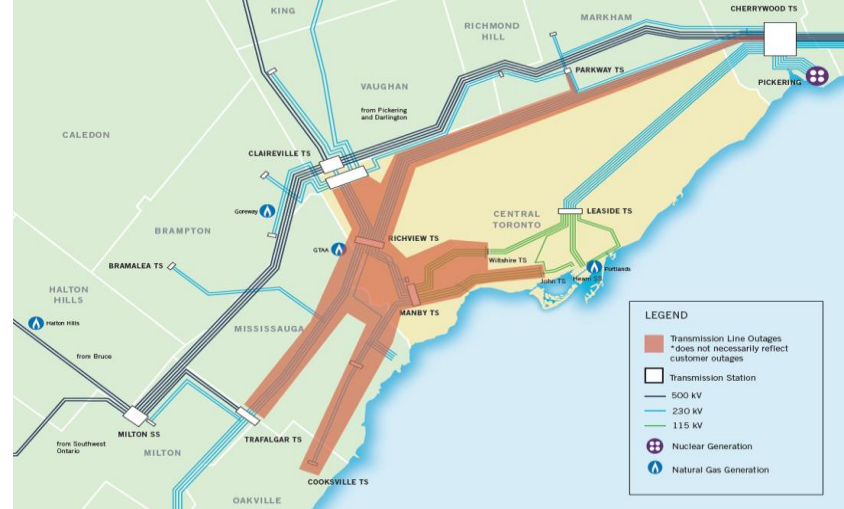 CHERRYWOOD TS
KING
MARKHAM
RICHMOND
HILL
PARKWAY TS
PICKERING
VAUGHAN
from Pickering
and Darlington
CALEDON
CLAIREVILLE TS
Goreway
CENTRAL
TORONTO
LEASIDE TS
BRAMPTON
RICHVIEW TS
GTAA
Wiltshire TS
BRAMALEA TS
Portlands
John TS
Hearn SS
HALTON
HILLS
MANBY TS
Halton Hills
MISSISSAUGA
from Bruce
MILTON SS
TRAFALGAR TS
from Southwest
Ontario
MILTON
COOKSVILLE TS
OAKVILLE
LEGEND
Transmission Line Outages
*does not necessarily reflect
customer outages
Transmission Station
500 kV
230 kV
115 kV
Nuclear Generation
Natural Gas Generation